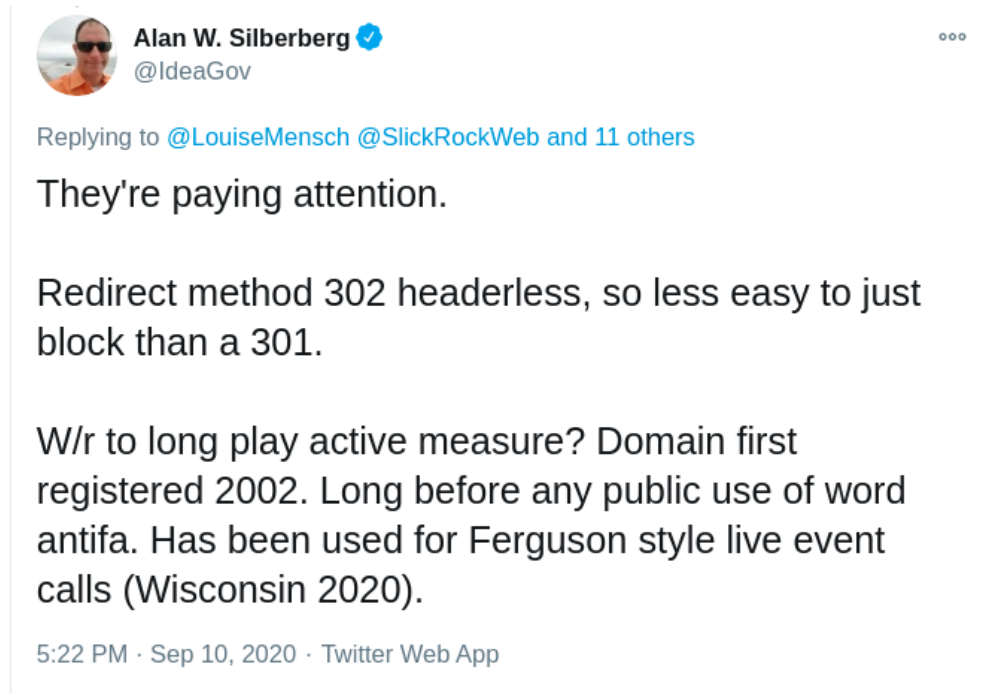 Alan W. Silberberg
@IdeaGov
Replying to @LouiseMensch @SlickRockWeb and 11 others
They're paying attention.
Redirect method 302 headerless, so less easy to just
block than a 301.
W/r to long play active measure? Domain first
registered 2002. Long before any public use of word
antifa. Has been used for Ferguson style live event
calls (Wisconsin 2020).
5:22 PM · Sep 10, 2020 · Twitter Web App